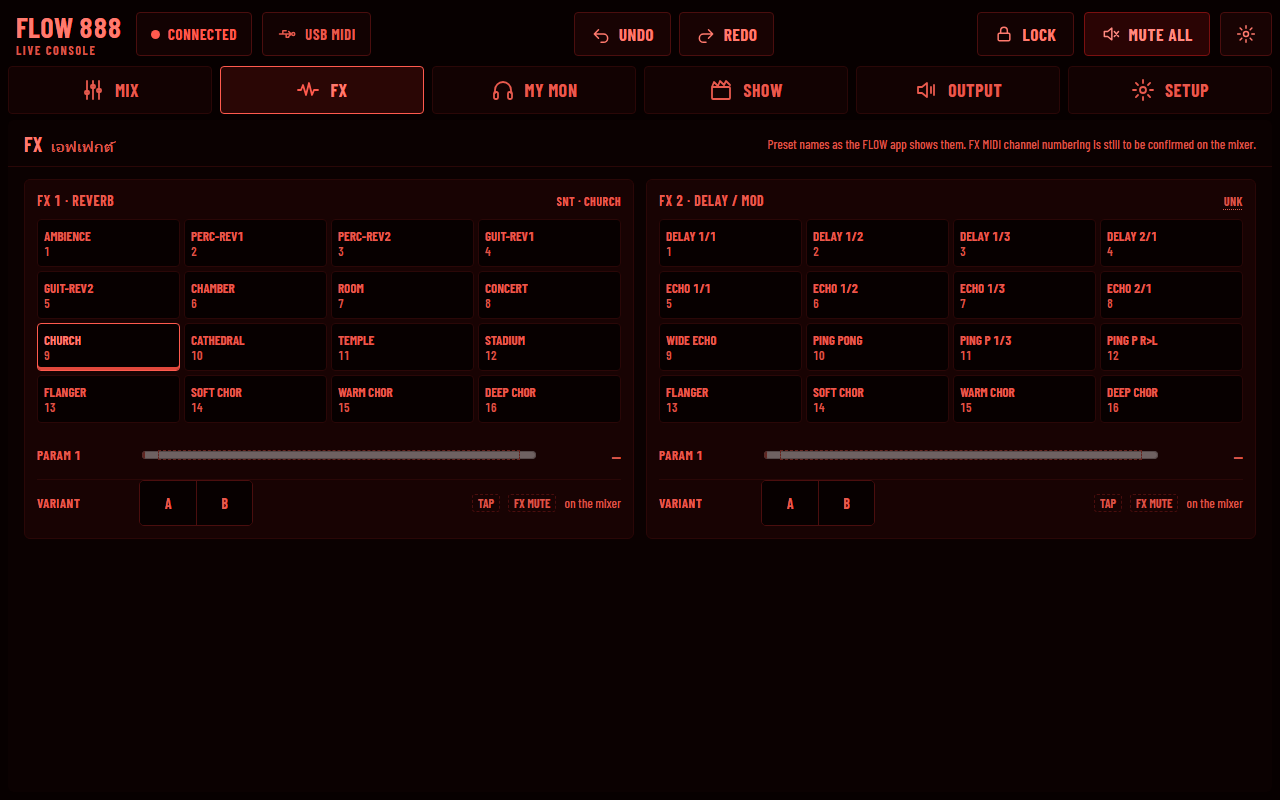 FLOW 888
LIVE CONSOLE
CONNECTED
USB MIDI
UNDO
REDO
LOCK
MUTE ALL
MIX
FX
MY MON
SHOW
OUTPUT
SETUP
FX เอฟเฟกต์
Preset names as the FLOW app shows them. FX MIDI channel numbering is still to be confirmed on the mixer.
FX 1 · REVERB
SNT · CHURCH
AMBIENCE
1
PERC-REV1
2
PERC-REV2
3
GUIT-REV1
4
GUIT-REV2
5
CHAMBER
6
ROOM
7
CONCERT
8
CHURCH
9
CATHEDRAL
10
TEMPLE
11
STADIUM
12
FLANGER
13
SOFT CHOR
14
WARM CHOR
15
DEEP CHOR
16
PARAM 1
–
VARIANT
A
B
TAP
FX MUTE
on the mixer
FX 2 · DELAY / MOD
UNK
DELAY 1/1
1
DELAY 1/2
2
DELAY 1/3
3
DELAY 2/1
4
ECHO 1/1
5
ECHO 1/2
6
ECHO 1/3
7
ECHO 2/1
8
WIDE ECHO
9
PING PONG
10
PING P 1/3
11
PING P R>L
12
FLANGER
13
SOFT CHOR
14
WARM CHOR
15
DEEP CHOR
16
PARAM 1
–
VARIANT
A
B
TAP
FX MUTE
on the mixer